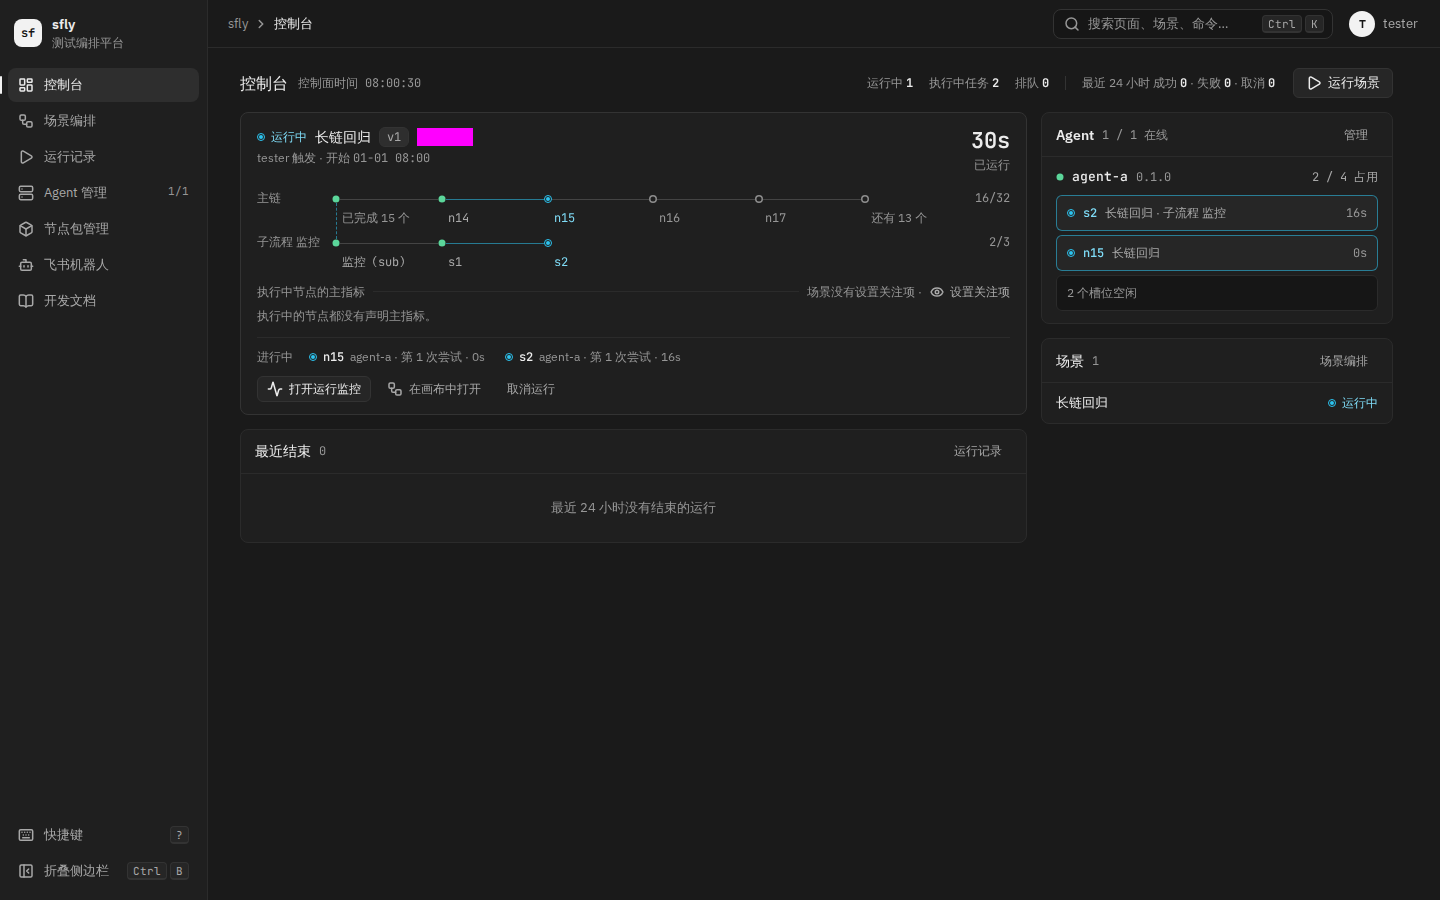 sf
sfly
测试编排平台
控制台
场景编排
运行记录
Agent 管理 1/1
节点包管理
飞书机器人
开发文档
快捷键 ?
折叠侧边栏 Ctrl B
sfly > 控制台
搜索页面、场景、命令... Ctrl K
T tester
控制台 控制面时间 08:00:30
运行中 1 执行中任务 2 排队 0 最近 24 小时 成功 0 · 失败 0 · 取消 0 运行场景
运行中 长链回归 v1
tester 触发 · 开始 01-01 08:00
30s
已运行
主链 16/32
已完成 15 个 n14 n15 n16 n17 还有 13 个
子流程 监控 2/3
监控 (sub) s1 s2
执行中节点的主指标 场景没有设置关注项 · 设置关注项
执行中的节点都没有声明主指标。
进行中 n15 agent-a · 第 1 次尝试 · 0s s2 agent-a · 第 1 次尝试 · 16s
打开运行监控 在画布中打开 取消运行
最近结束 0 运行记录
最近 24 小时没有结束的运行
Agent 1 / 1 在线 管理
agent-a 0.1.0 2 / 4 占用
s2 长链回归 · 子流程 监控 16s
n15 长链回归 0s
2 个槽位空闲
场景 1 场景编排
长链回归 运行中